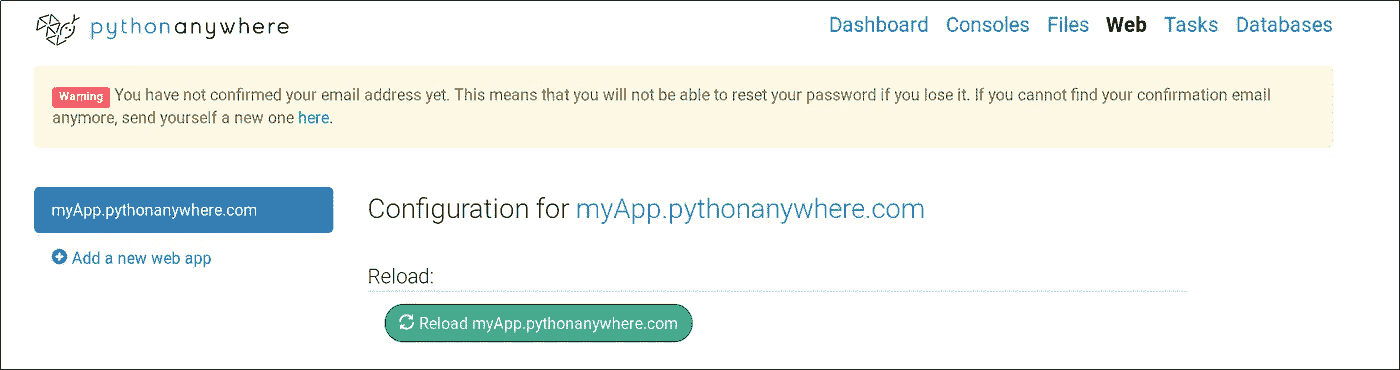 pythonanywhere
Dashboard Consoles Files Web Tasks Databases
Warning You have not confirmed your email address yet. This means that you will not be able to reset your password if you lose it. If you cannot find your confirmation email
anymore, send yourself a new one here.
myApp.pythonanywhere.com
Add a new web app
Configuration for myApp.pythonanywhere.com
Reload:
Reload myApp.pythonanywhere.com